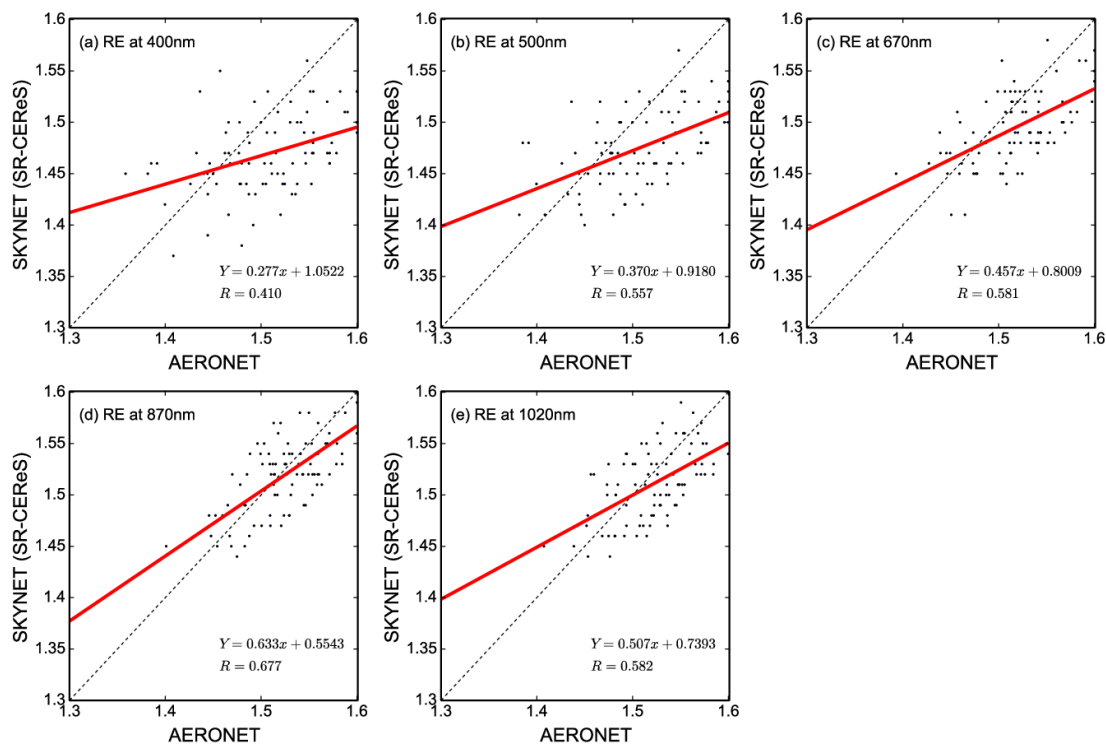 (a) RE at 400nm
SKYNET (SR-CEReS)
1.6
1.55
1.5
1.45
1.4
1.35
1.3
1.3
1.4
1.5
1.6
AERONET
Y = 0.277x + 1.0522
R = 0.410
(b) RE at 500nm
SKYNET (SR-CEReS)
1.6
1.55
1.5
1.45
1.4
1.35
1.3
1.3
1.4
1.5
1.6
AERONET
Y = 0.370x + 0.9180
R = 0.557
(c) RE at 670nm
SKYNET (SR-CEReS)
1.6
1.55
1.5
1.45
1.4
1.35
1.3
1.3
1.4
1.5
1.6
AERONET
Y = 0.457x + 0.8009
R = 0.581
(d) RE at 870nm
SKYNET (SR-CEReS)
1.6
1.55
1.5
1.45
1.4
1.35
1.3
1.3
1.4
1.5
1.6
AERONET
Y = 0.633x + 0.5543
R = 0.677
(e) RE at 1020nm
SKYNET (SR-CEReS)
1.6
1.55
1.5
1.45
1.4
1.35
1.3
1.3
1.4
1.5
1.6
AERONET
Y = 0.507x + 0.7393
R = 0.582